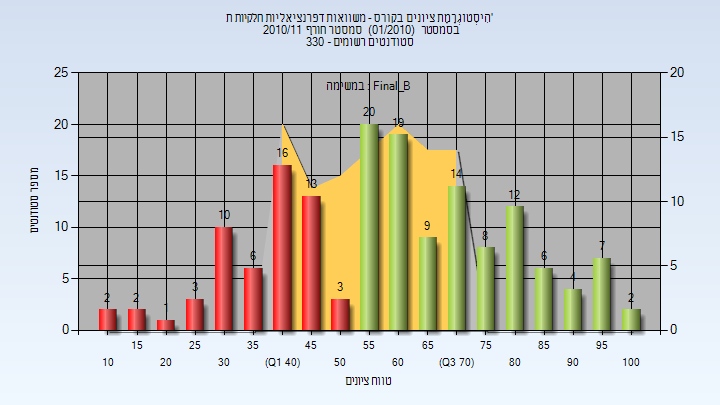 היסטוגרמת ציונים בקורס - משוואות דפרנציאליות חלקיות ת'
בסמסטר (01/2010) סמסטר חורף 2010/11
330 - סטודנטים רשומים
במשימה : Final_B
25 20 15 10 5 0
מספר סטודנטים
20 15 10 5 0
2 2 1 3 10 6 16 13 3 20 19 9 14 8 12 6 4 7 2
15 25 35 45 55 65 75 85 95
10 20 30 (Q1 40) 50 60 (Q3 70) 80 90 100
טווח ציונים